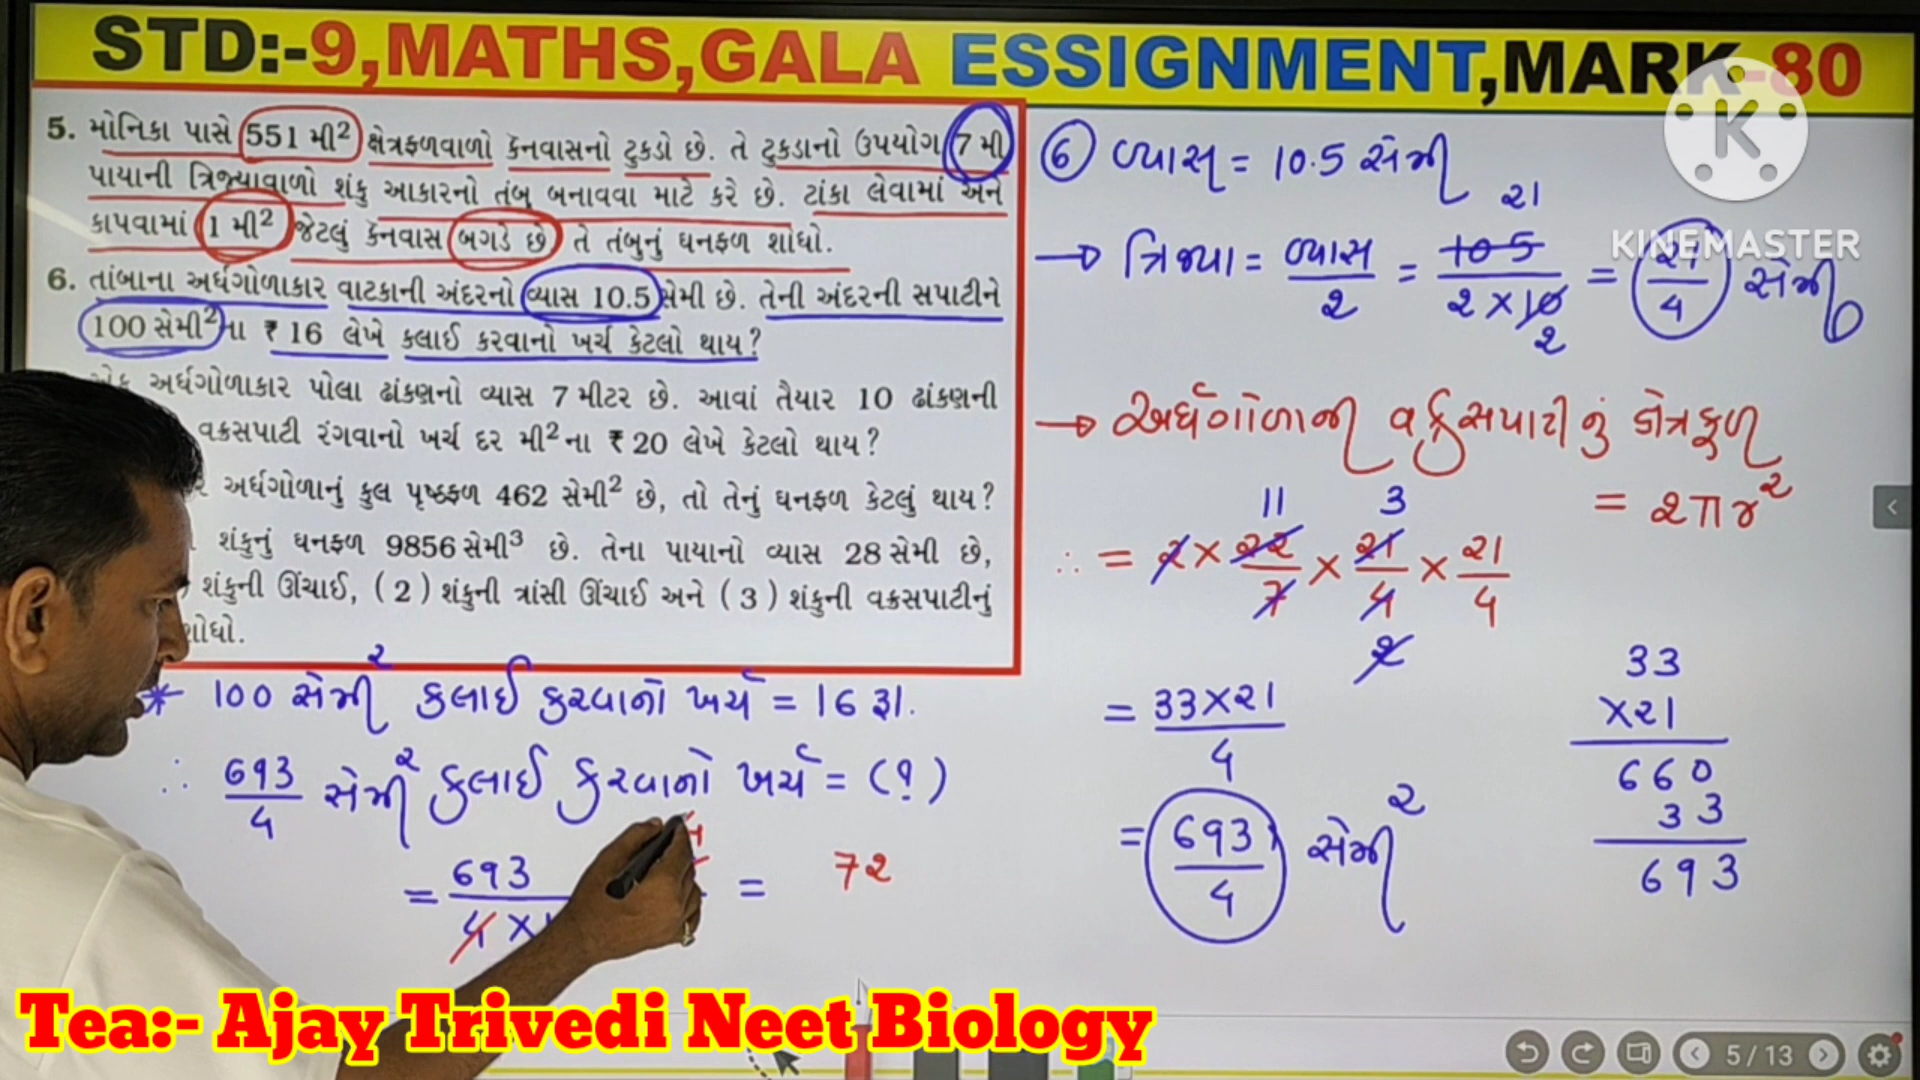 STD:-9,MATHS,GALA ESSIGNMENT,MARK-80
5. મોનિકા પાસે 551 મી² ક્ષેત્રફળવાળો કૅનવાસનો ટુકડો છે. તે ટુકડાનો ઉપયોગ 7 મી
પાયાની ત્રિજ્યાવાળો શંકુ આકારનો તંબુ બનાવવા માટે કરે છે. ટાંકા લેવામાં અને
કાપવામાં 1 મી² જેટલું કૅનવાસ બગડે છે તે તંબુનું ઘનફળ શોધો.
6. તાંબાના અર્ધગોળાકાર વાટકાની અંદરનો વ્યાસ 10.5 સેમી છે. તેની અંદરની સપાટીને
100 સેમી²ના ₹ 16 લેખે કલાઈ કરવાનો ખર્ચ કેટલો થાય?
એક અર્ધગોળાકાર પોલા ઢાંકણનો વ્યાસ 7 મીટર છે. આવાં તૈયાર 10 ઢાંકણની
વક્રસપાટી રંગવાનો ખર્ચ દર મી²ના ₹ 20 લેખે કેટલો થાય?
અર્ધગોળાનું કુલ પૃષ્ઠફળ 462 સેમી² છે, તો તેનું ઘનફળ કેટલું થાય?
શંકુનું ઘનફળ 9856 સેમી³ છે. તેના પાયાનો વ્યાસ 28 સેમી છે,
શંકુની ઊંચાઈ, (2) શંકુની ત્રાંસી ઊંચાઈ અને (3) શંકુની વક્રસપાટીનું
શોધો.
* 100 સેમી² કલાઈ કરવાનો ખર્ચ = 16 રૂા.
∴ 693/4 સેમી² કલાઈ કરવાનો ખર્ચ = (?)
= 693 / 4 × = 72
6 વ્યાસ = 10.5 સેમી
→ ત્રિજ્યા = વ્યાસ/2 = 105/2×10 = 21/4 સેમી
21
2
→ અર્ધગોળાની વક્રસપાટીનું ક્ષેત્રફળ
= 2πr²
11 3
∴ = 2 × 22/7 × 21/4 × 21/4
2
= 33×21/4
= 693/4 સેમી²
33
×21
660
33
693
K
KINEMASTER
Tea:- Ajay Trivedi Neet Biology
5 / 13